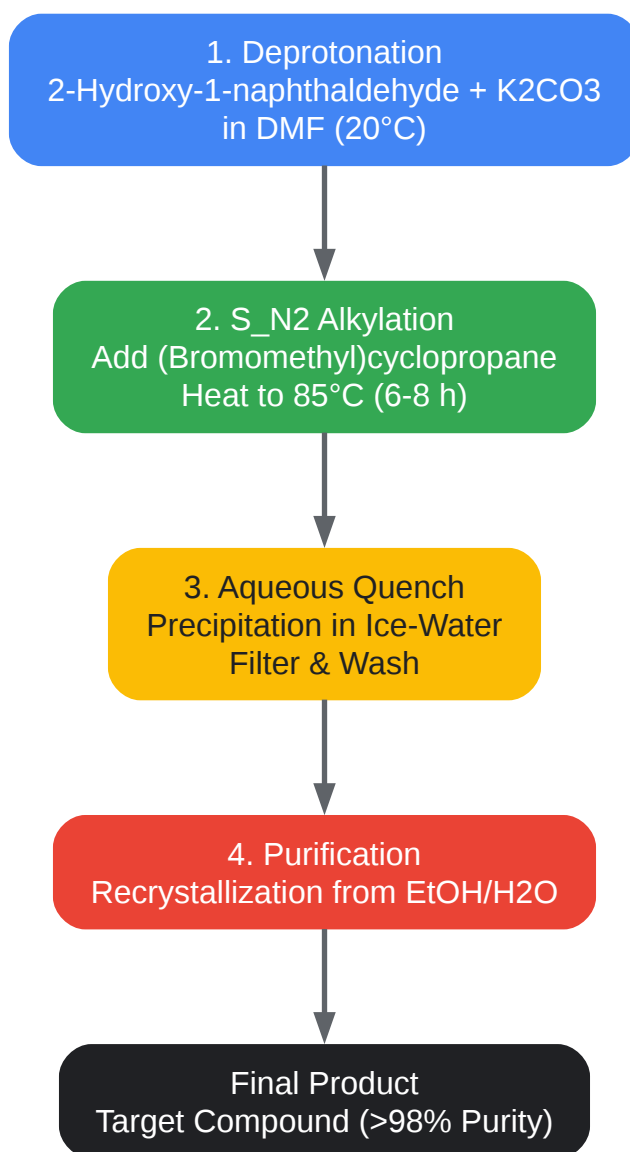 1. Deprotonation
2-Hydroxy-1-naphthaldehyde + K2CO3
in DMF (20°C)
2. S_N2 Alkylation
Add (Bromomethyl)cyclopropane
Heat to 85°C (6-8 h)
3. Aqueous Quench
Precipitation in Ice-Water
Filter & Wash
4. Purification
Recrystallization from EtOH/H2O
Final Product
Target Compound (>98% Purity)